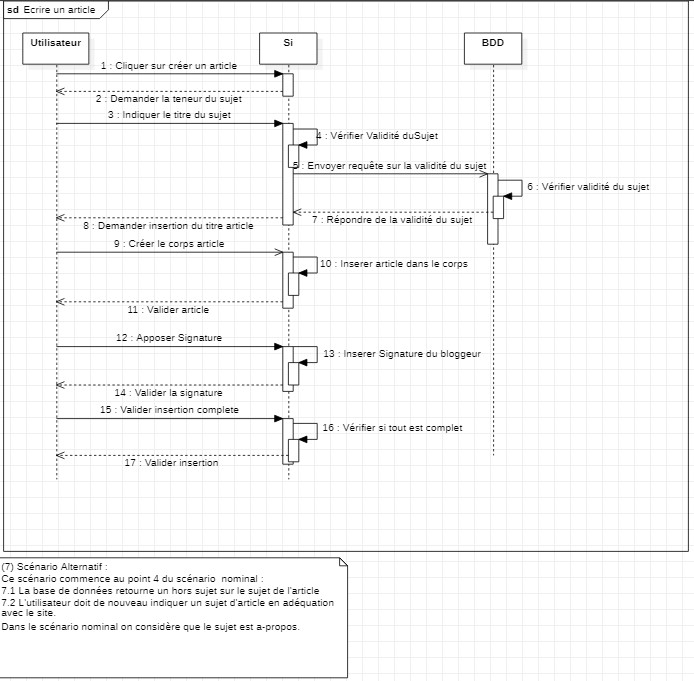 sd Ecrire un article
Utilisateur
Si
BDD
1 : Cliquer sur créer un article
2 : Demander la teneur du sujet
3 : Indiquer le titre du sujet
4 : Vérifier Validité duSujet
5 : Envoyer requête sur la validité du sujet
6 : Vérifier validité du sujet
7 : Répondre de la validité du sujet
8 : Demander insertion du titre article
9 : Créer le corps article
10 : Inserer article dans le corps
11 : Valider article
12 : Apposer Signature
13 : Inserer Signature du bloggeur
14 : Valider la signature
15 : Valider insertion complete
16 : Vérifier si tout est complet
17 : Valider insertion
(7) Scénario Alternatif :
Ce scénario commence au point 4 du scénario nominal :
7.1 La base de données retourne un hors sujet sur le sujet de l'article
7.2 L'utilisateur doit de nouveau indiquer un sujet d'article en adéquation
avec le site.
Dans le scénario nominal on considère que le sujet est a-propos.